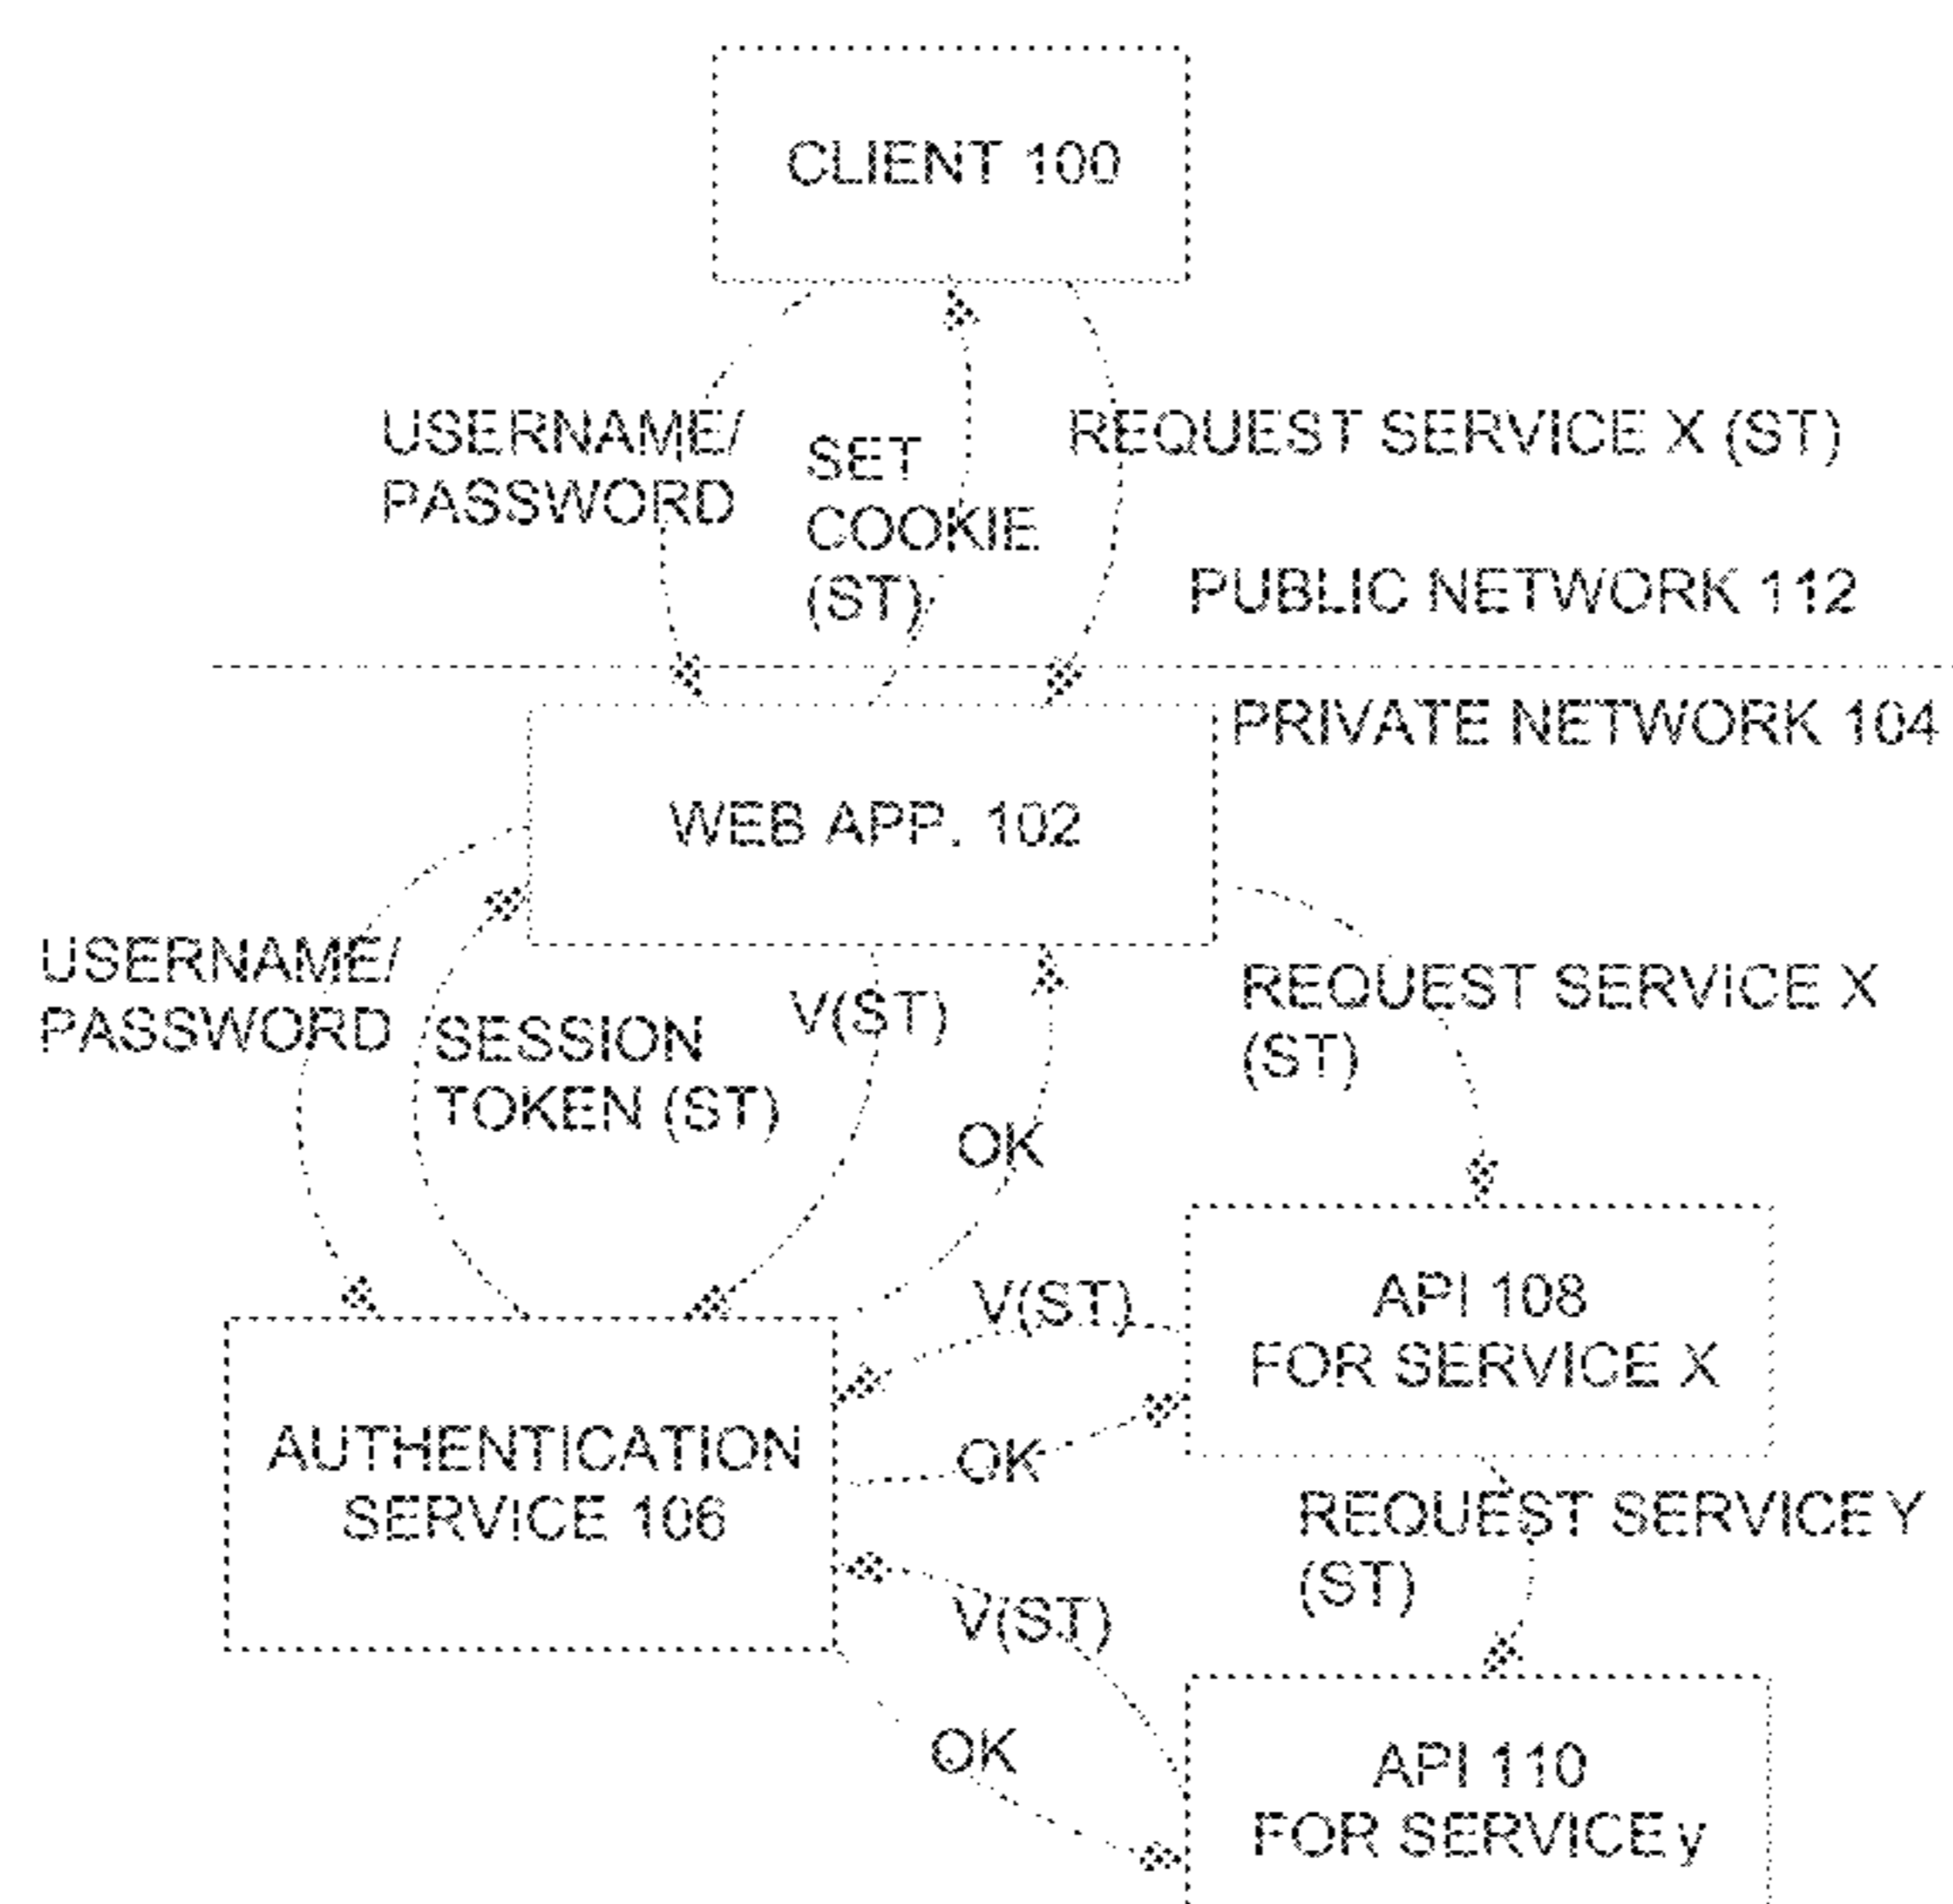 CLIENT 100
USERNAME/
PASSWORD
SET
COOKIE
(ST)
REQUEST SERVICE X (ST)
PUBLIC NETWORK 112
PRIVATE NETWORK 104
WEB APP. 102
USERNAME/
PASSWORD
SESSION
TOKEN (ST)
V(ST)
OK
REQUEST SERVICE X
(ST)
V(ST)
OK
API 108
FOR SERVICE X
AUTHENTICATION
SERVICE 106
REQUEST SERVICE Y
(ST)
V(ST)
OK
API 110
FOR SERVICE y